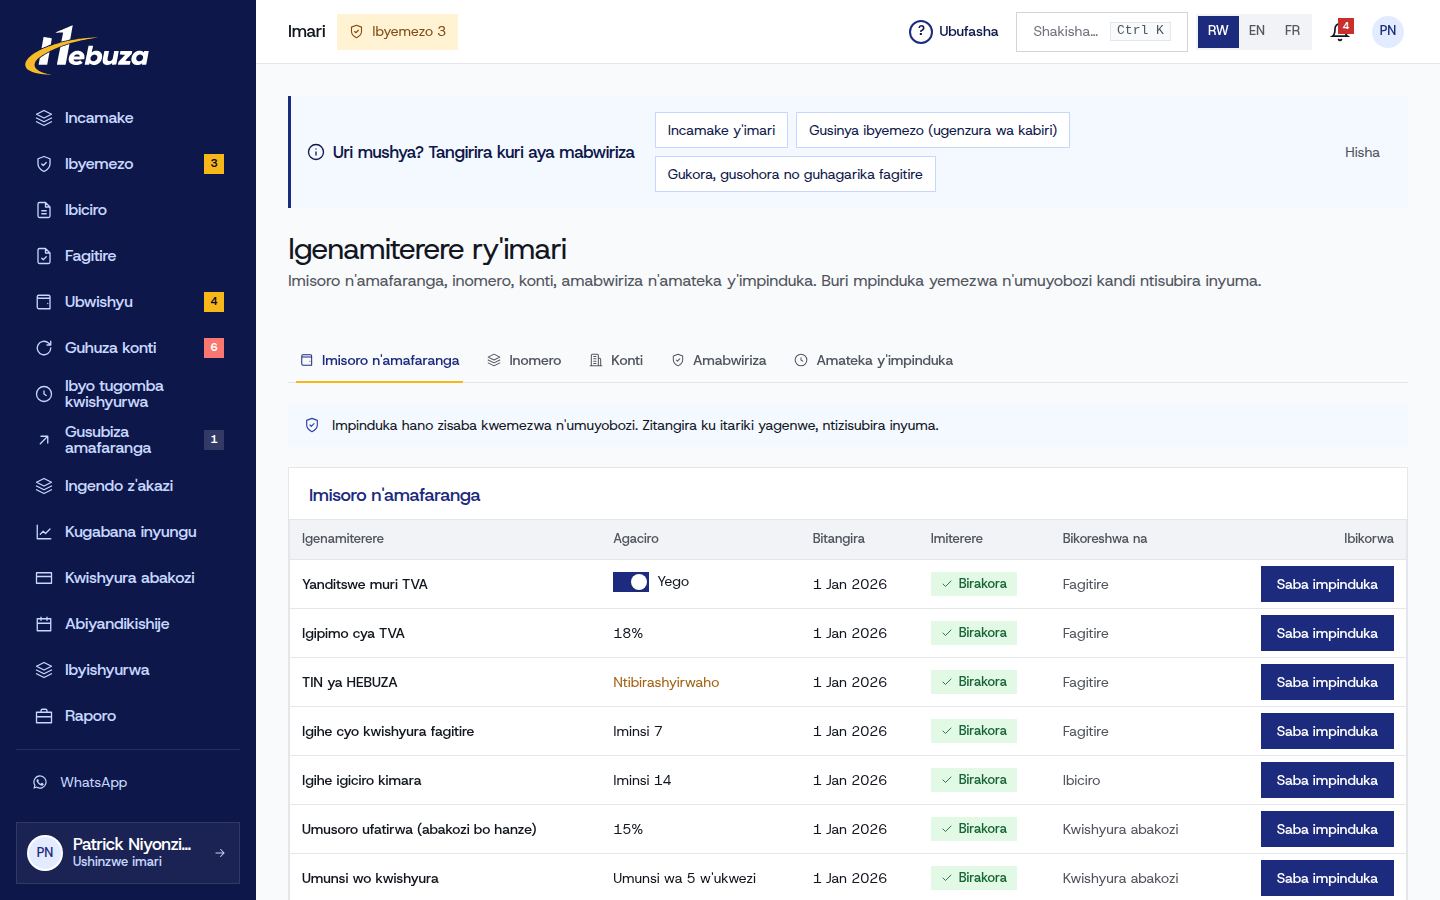 Hebuza
Incamake
Ibyemezo 3
Ibiciro
Fagitire
Ubwishyu 4
Guhuza konti 6
Ibyo tugomba
kwishyurwa
Gusubiza
amafaranga 1
Ingendo z'akazi
Kugabana inyungu
Kwishyura abakozi
Abiyandikishije
Ibyishyurwa
Raporo
WhatsApp
PN Patrick Niyonzi...
Ushinzwe imari
Imari Ibyemezo 3 ? Ubufasha Shakisha... Ctrl K RW EN FR 4 PN
Uri mushya? Tangirira kuri aya mabwiriza
Incamake y'imari Gusinya ibyemezo (ugenzura wa kabiri)
Gukora, gusohora no guhagarika fagitire
Hisha
Igenamiterere ry'imari
Imisoro n'amafaranga, inomero, konti, amabwiriza n'amateka y'impinduka. Buri mpinduka yemezwa n'umuyobozi kandi ntisubira inyuma.
Imisoro n'amafaranga Inomero Konti Amabwiriza Amateka y'impinduka
Impinduka hano zisaba kwemezwa n'umuyobozi. Zitangira ku itariki yagenwe, ntizisubira inyuma.
Imisoro n'amafaranga
Igenamiterere Agaciro Bitangira Imiterere Bikoreshwa na Ibikorwa
Yanditswe muri TVA Yego 1 Jan 2026 Birakora Fagitire Saba impinduka
Igipimo cya TVA 18% 1 Jan 2026 Birakora Fagitire Saba impinduka
TIN ya HEBUZA Ntibirashyirwaho 1 Jan 2026 Birakora Fagitire Saba impinduka
Igihe cyo kwishyura fagitire Iminsi 7 1 Jan 2026 Birakora Fagitire Saba impinduka
Igihe igiciro kimara Iminsi 14 1 Jan 2026 Birakora Ibiciro Saba impinduka
Umusoro ufatirwa (abakozi bo hanze) 15% 1 Jan 2026 Birakora Kwishyura abakozi Saba impinduka
Umunsi wo kwishyura Umunsi wa 5 w'ukwezi 1 Jan 2026 Birakora Kwishyura abakozi Saba impinduka